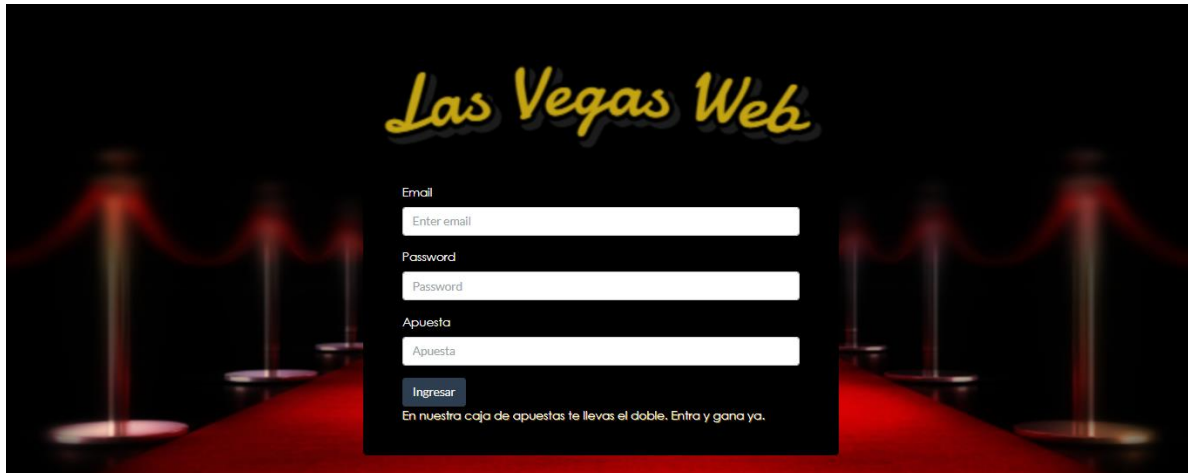 Las Vegas Web
Email
Enter email
Password
Password
Apuesta
Apuesta
Ingresar
En nuestra caja de apuestas te llevas el doble. Entra y gana ya.